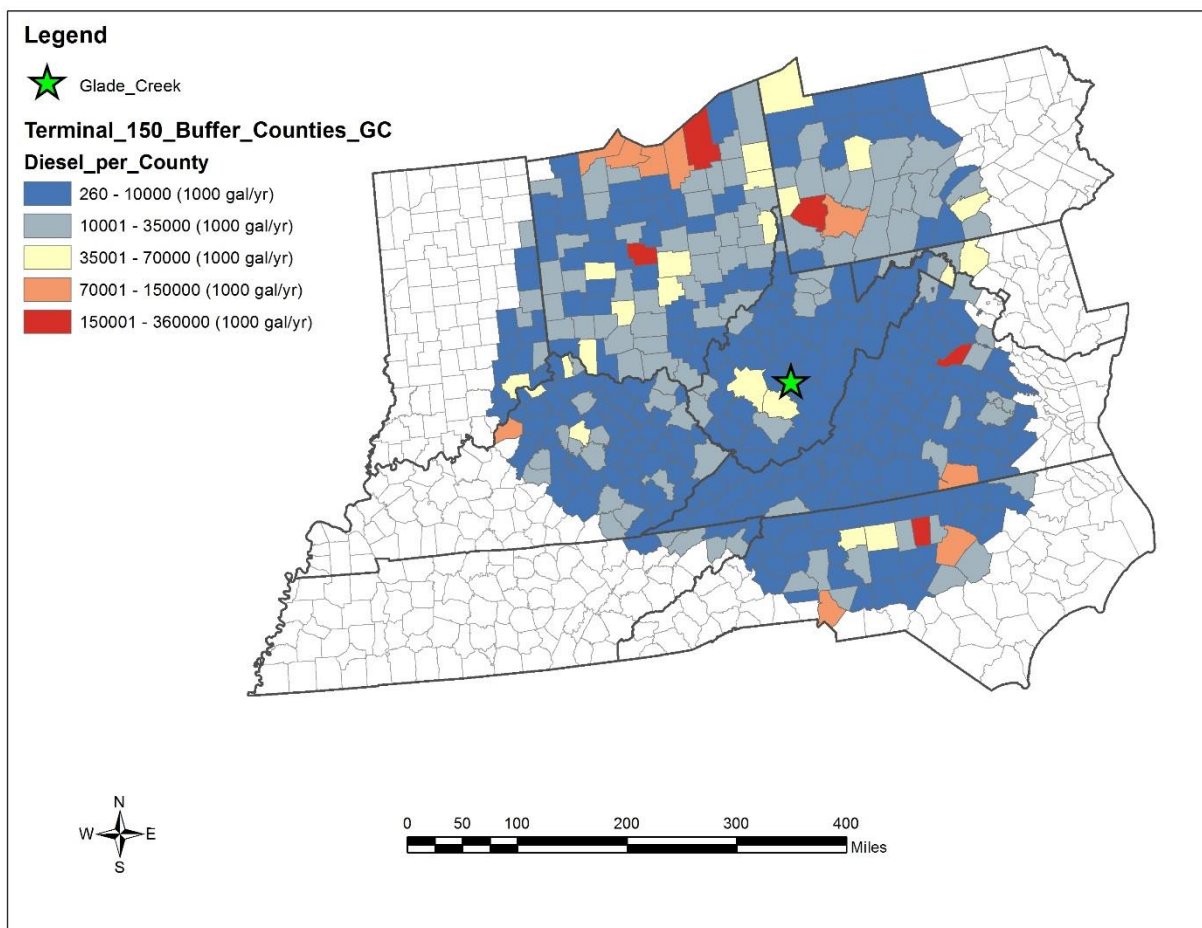 Legend
Glade_Creek
Terminal_150_Buffer_Counties_GC
Diesel_per_County
260 - 10000 (1000 gal/yr)
10001 - 35000 (1000 gal/yr)
35001 - 70000 (1000 gal/yr)
70001 - 150000 (1000 gal/yr)
150001 - 360000 (1000 gal/yr)
N
W E
S
0 50 100 200 300 400
Miles